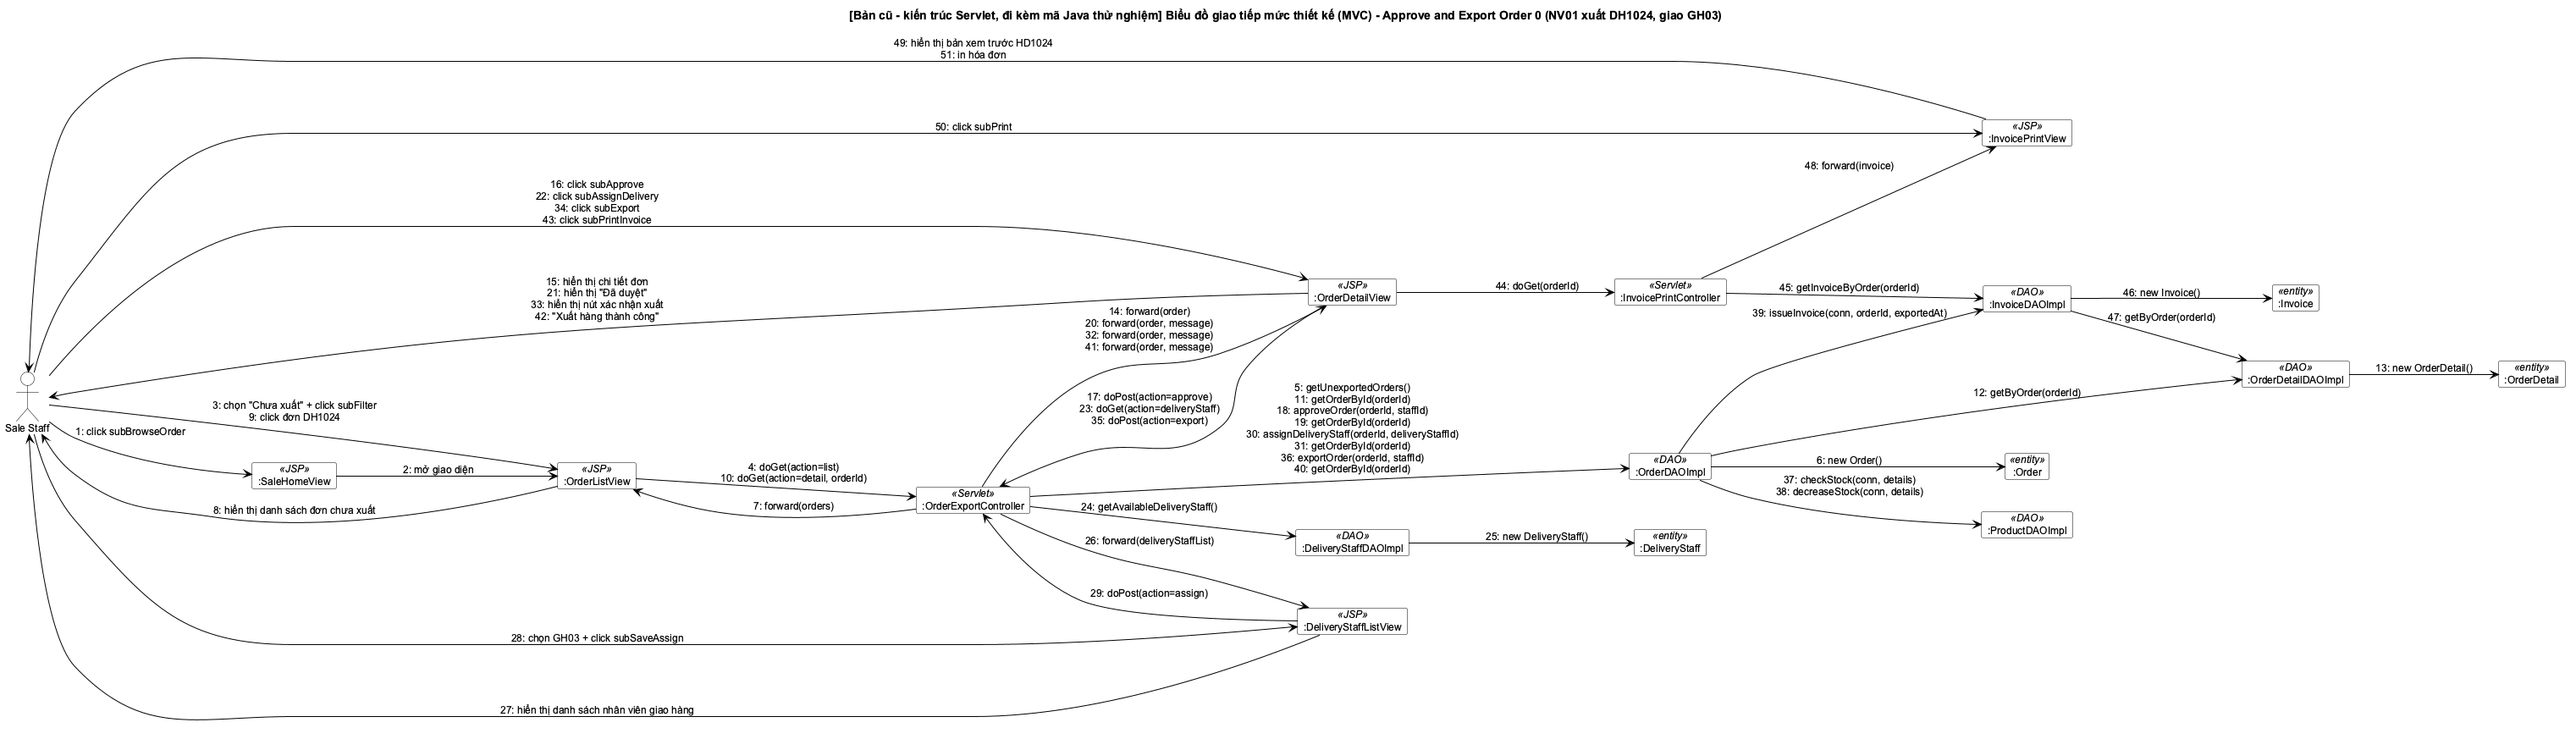 [Bản cũ - kiến trúc Servlet, đi kèm mã Java thử nghiệm] Biểu đồ giao tiếp mức thiết kế (MVC) - Approve and Export Order 0 (NV01 xuất DH1024, giao GH03)
49: hiển thị bản xem trước HD1024
51: in hóa đơn
50: click subPrint
«JSP»
:InvoicePrintView
48: forward(invoice)
16: click subApprove
22: click subAssignDelivery
34: click subExport
43: click subPrintInvoice
15: hiển thị chi tiết đơn
21: hiển thị "Đã duyệt"
33: hiển thị nút xác nhận xuất
42: "Xuất hàng thành công"
«JSP»
:OrderDetailView
44: doGet(orderId)
«Servlet»
:InvoicePrintController
45: getInvoiceByOrder(orderId)
«DAO»
:InvoiceDAOImpl
46: new Invoice()
«entity»
:Invoice
14: forward(order)
20: forward(order, message)
32: forward(order, message)
41: forward(order, message)
39: issueInvoice(conn, orderId, exportedAt)
47: getByOrder(orderId)
«DAO»
:OrderDetailDAOImpl
13: new OrderDetail()
«entity»
:OrderDetail
17: doPost(action=approve)
23: doGet(action=deliveryStaff)
35: doPost(action=export)
5: getUnexportedOrders()
11: getOrderById(orderId)
18: approveOrder(orderId, staffId)
19: getOrderById(orderId)
30: assignDeliveryStaff(orderId, deliveryStaffId)
31: getOrderById(orderId)
36: exportOrder(orderId, staffId)
40: getOrderById(orderId)
12: getByOrder(orderId)
Sale Staff
3: chọn "Chưa xuất" + click subFilter
9: click đơn DH1024
1: click subBrowseOrder
«JSP»
:SaleHomeView
2: mở giao diện
«JSP»
:OrderListView
4: doGet(action=list)
10: doGet(action=detail, orderId)
«Servlet»
:OrderExportController
7: forward(orders)
8: hiển thị danh sách đơn chưa xuất
«DAO»
:OrderDAOImpl
6: new Order()
«entity»
:Order
37: checkStock(conn, details)
38: decreaseStock(conn, details)
«DAO»
:ProductDAOImpl
24: getAvailableDeliveryStaff()
«DAO»
:DeliveryStaffDAOImpl
25: new DeliveryStaff()
«entity»
:DeliveryStaff
26: forward(deliveryStaffList)
29: doPost(action=assign)
«JSP»
:DeliveryStaffListView
28: chọn GH03 + click subSaveAssign
27: hiển thị danh sách nhân viên giao hàng